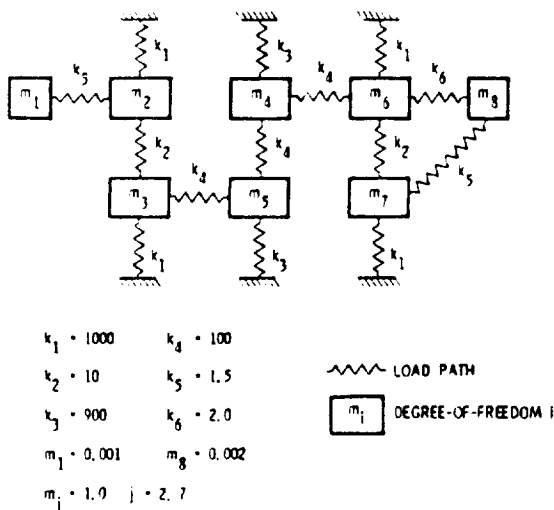 k1
k3
k1
k5
k4
k6
m1
m2
m4
m6
m8
k2
k4
k2
k5
k4
m3
m5
m7
k1
k3
k1
k1 = 1000 k4 = 100
k2 = 10 k5 = 1.5
k3 = 900 k6 = 2.0
m1 = 0.001 m8 = 0.002
mj = 1.0 j = 2, 7
LOAD PATH
mi DEGREE-OF-FREEDOM i